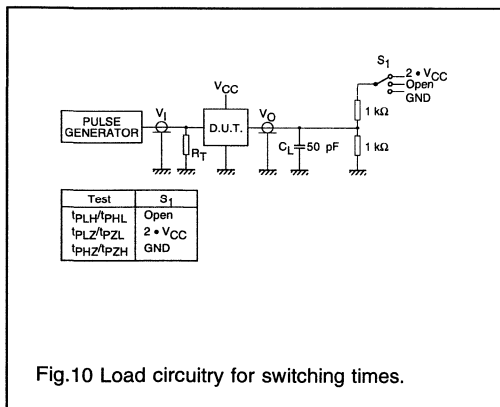 S1
2 • VCC
Open
GND
VCC
VI
VO
PULSE
GENERATOR
D.U.T.
1 kΩ
RT
CL
50 pF
1 kΩ
Test S1
tPLH/tPHL Open
tPLZ/tPZL 2 • VCC
tPHZ/tPZH GND
Fig.10 Load circuitry for switching times.